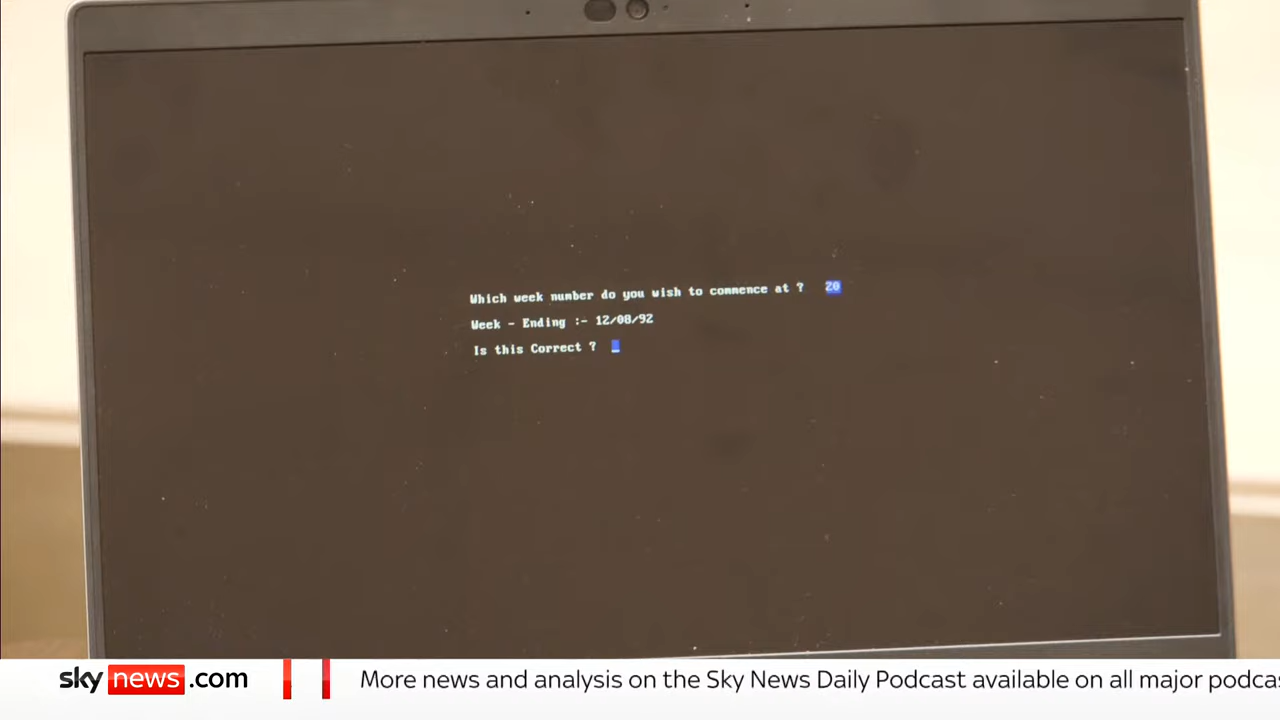 Which week number do you wish to commence at ? 20
Week - Ending :- 12/08/92
Is this Correct ? _
sky news .com
More news and analysis on the Sky News Daily Podcast available on all major podcas